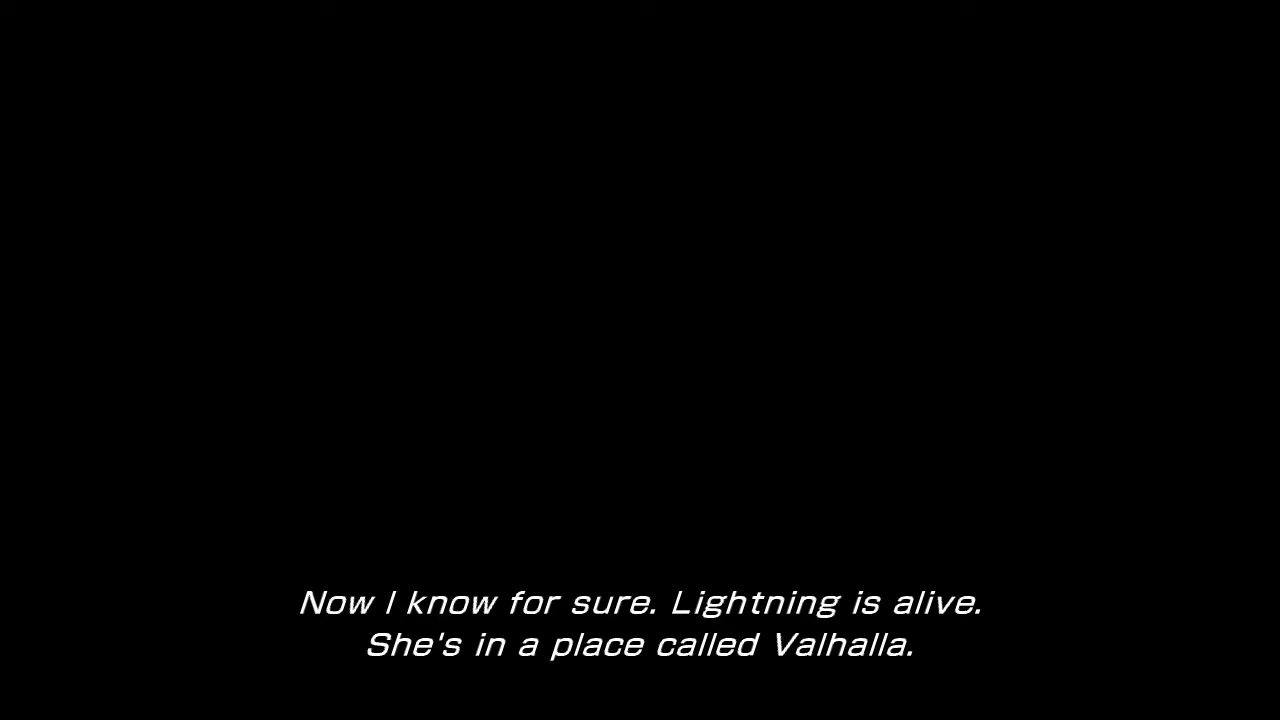 Now I know for sure. Lightning is alive.
She's in a place called Valhalla.